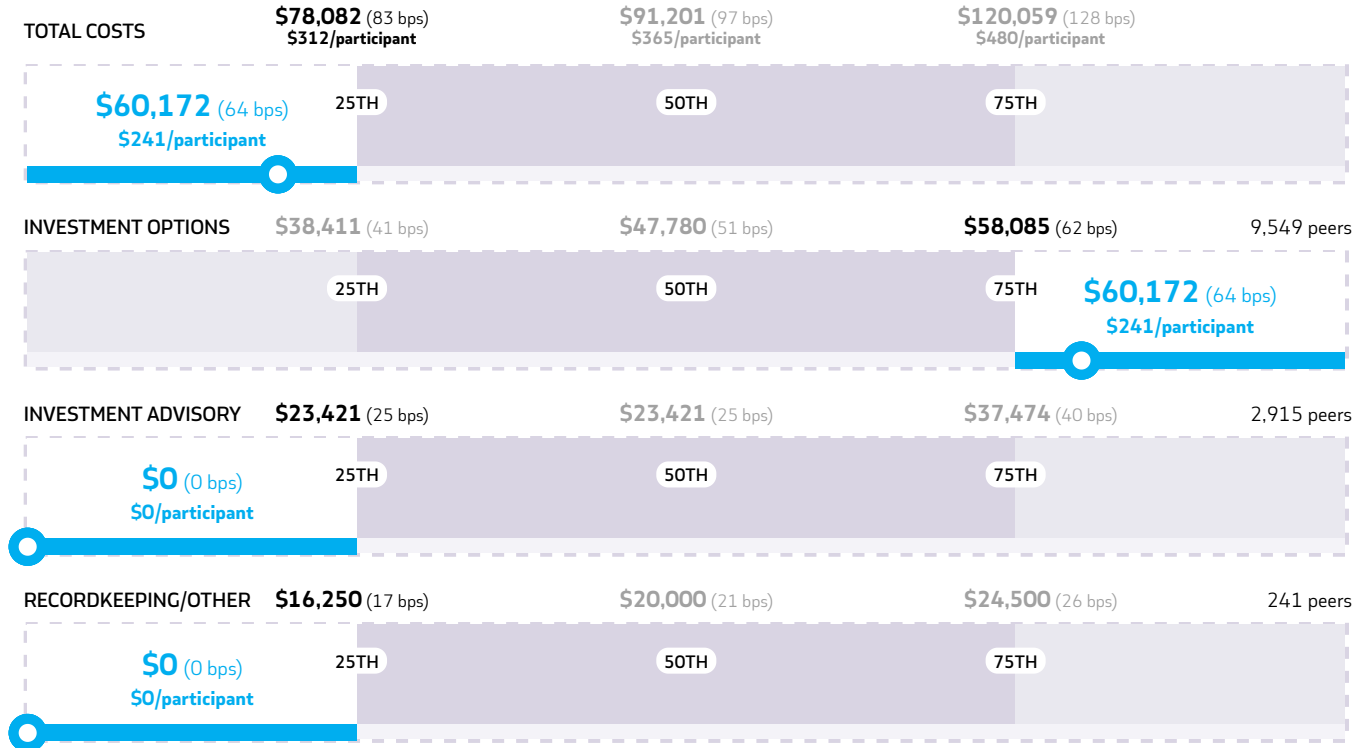 TOTAL COSTS
$78,082 (83 bps)
$312/participant
$91,201 (97 bps)
$365/participant
$120,059 (128 bps)
$480/participant
$60,172 (64 bps)
$241/participant
25TH
50TH
75TH
INVESTMENT OPTIONS
$38,411 (41 bps)
$47,780 (51 bps)
$58,085 (62 bps)
9,549 peers
25TH
50TH
75TH
$60,172 (64 bps)
$241/participant
INVESTMENT ADVISORY
$23,421 (25 bps)
$23,421 (25 bps)
$37,474 (40 bps)
2,915 peers
$0 (0 bps)
$0/participant
25TH
50TH
75TH
RECORDKEEPING/OTHER
$16,250 (17 bps)
$20,000 (21 bps)
$24,500 (26 bps)
241 peers
$0 (0 bps)
$0/participant
25TH
50TH
75TH